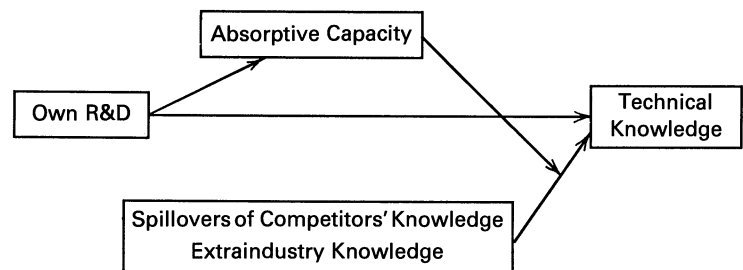 Absorptive Capacity
Own R&D
Technical
Knowledge
Spillovers of Competitors' Knowledge
Extraindustry Knowledge